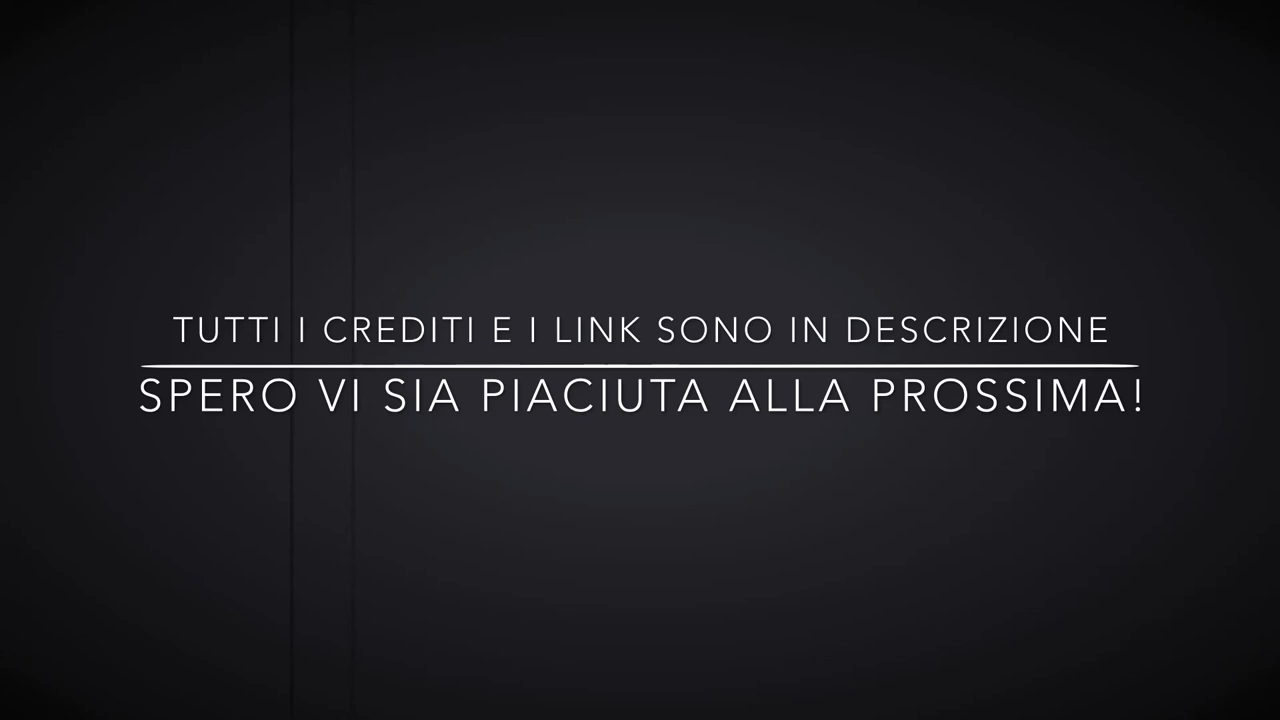 TUTTI I CREDITI E I LINK SONO IN DESCRIZIONE
SPERO VI SIA PIACIUTA ALLA PROSSIMA!